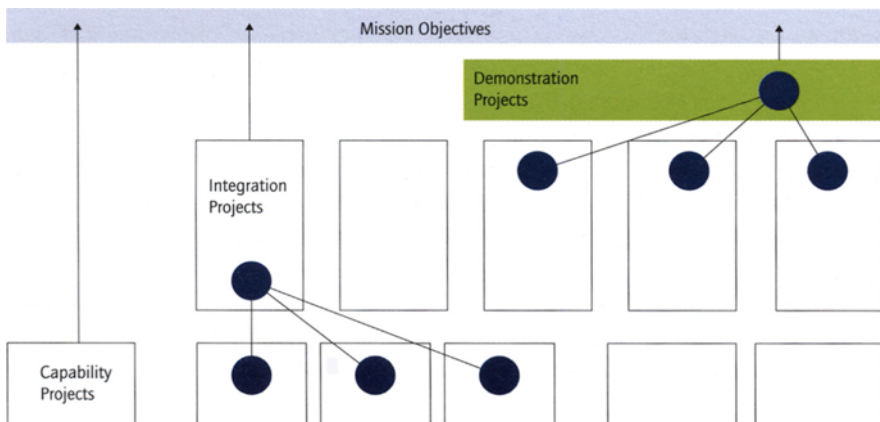 Mission Objectives
Demonstration
Projects
Integration
Projects
Capability
Projects